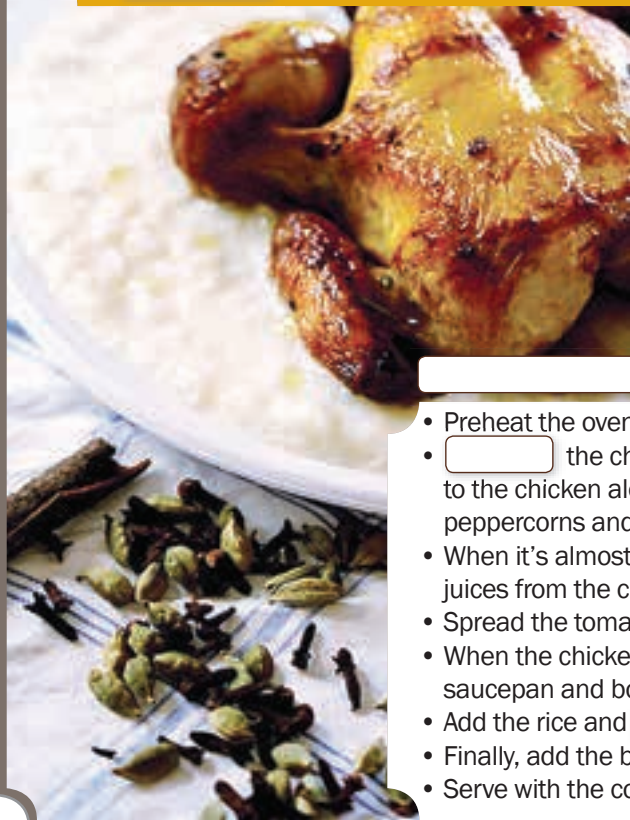 • Preheat the oven
• the ch
to the chicken al
peppercorns and
• When it's almost
juices from the c
• Spread the toma
• When the chicke
saucepan and bo
• Add the rice and
• Finally, add the b
• Serve with the co